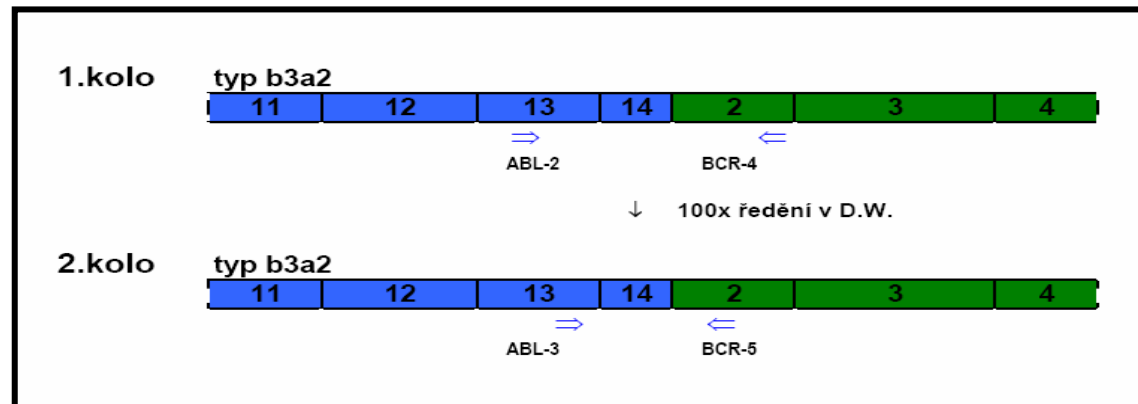 1.kolo typ b3a2
11 12 13 14 2 3 4
⇒ ⇐
ABL-2 BCR-4
↓ 100x ředění v D.W.
2.kolo typ b3a2
11 12 13 14 2 3 4
⇒ ⇐
ABL-3 BCR-5